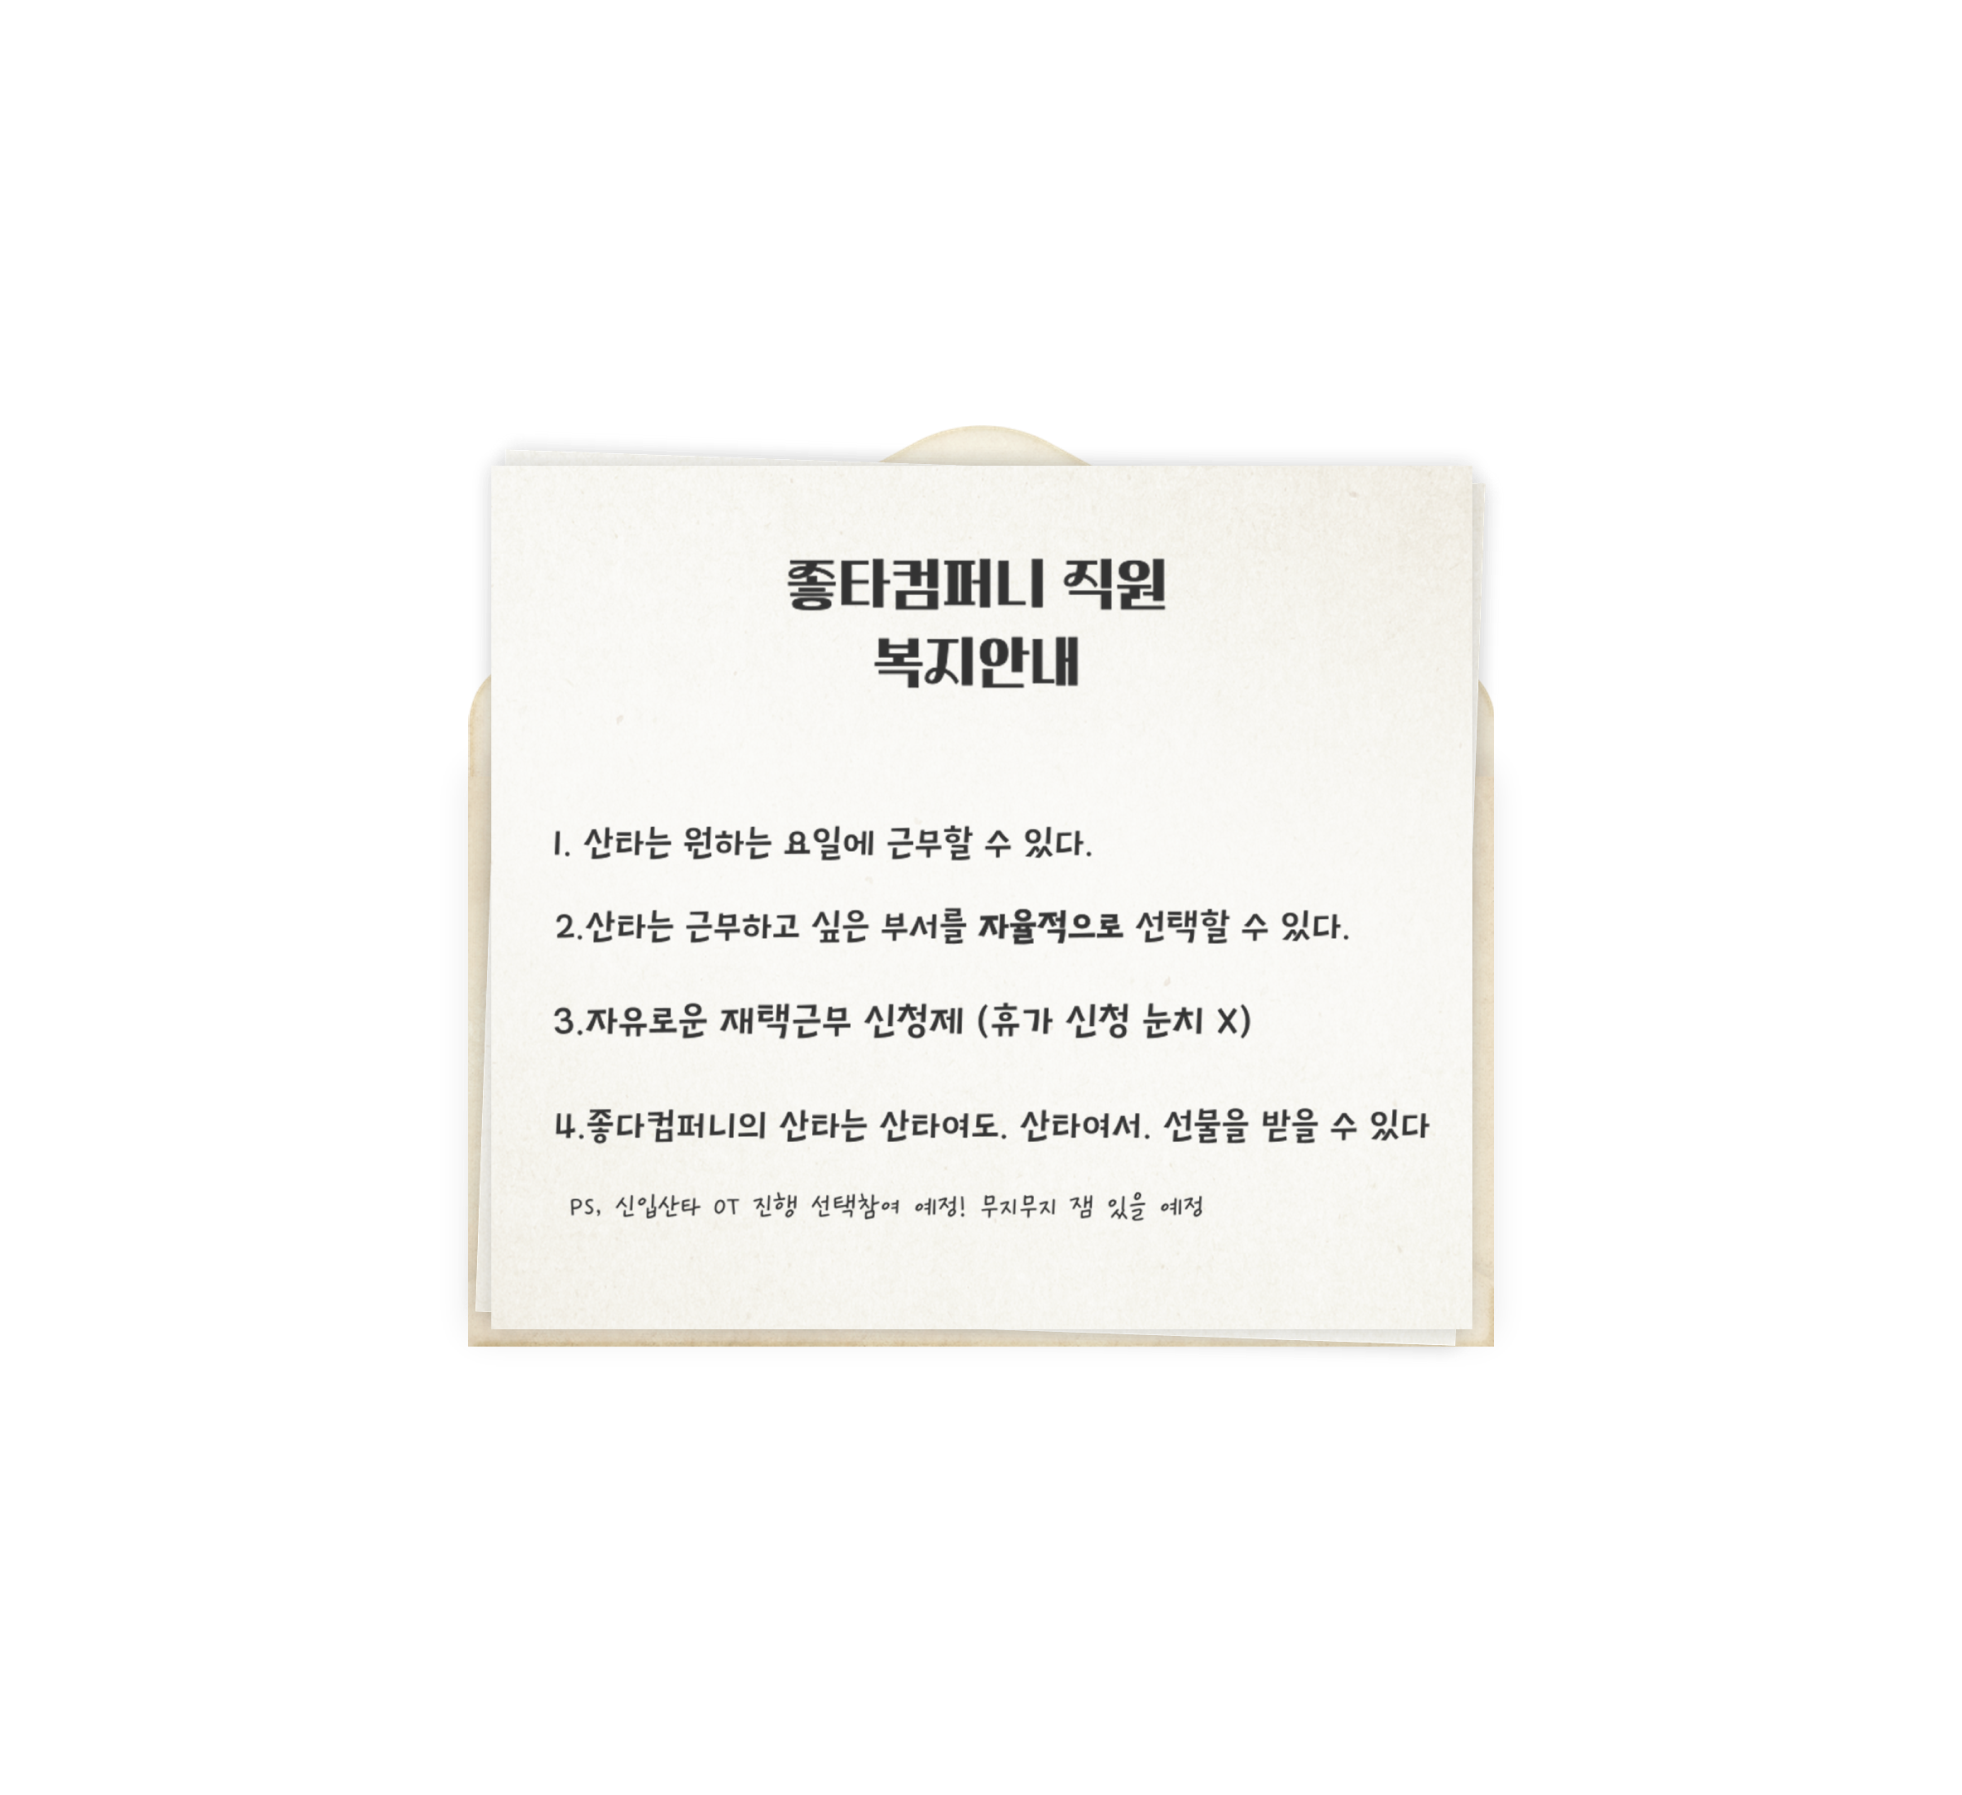 좋타컴퍼니 직원
복지안내
1. 산타는 원하는 요일에 근무할 수 있다.
2.산타는 근무하고 싶은 부서를 자율적으로 선택할 수 있다.
3.자유로운 재택근무 신청제 (휴가 신청 눈치 X)
4.좋다컴퍼니의 산타는 산타여도. 산타여서. 선물을 받을 수 있다
PS, 신입산타 OT 진행 선택참여 예정! 무지무지 잼 있을 예정